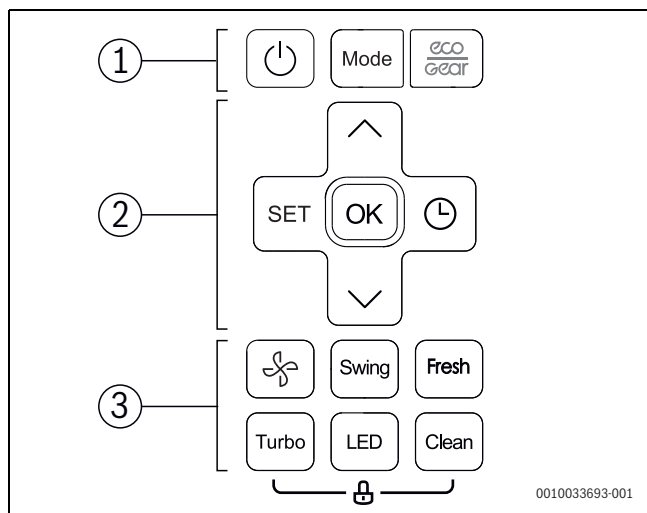 1
Mode
eco
Gear
2
SET
OK
3
Swing
Fresh
Turbo
LED
Clean
0010033693-001